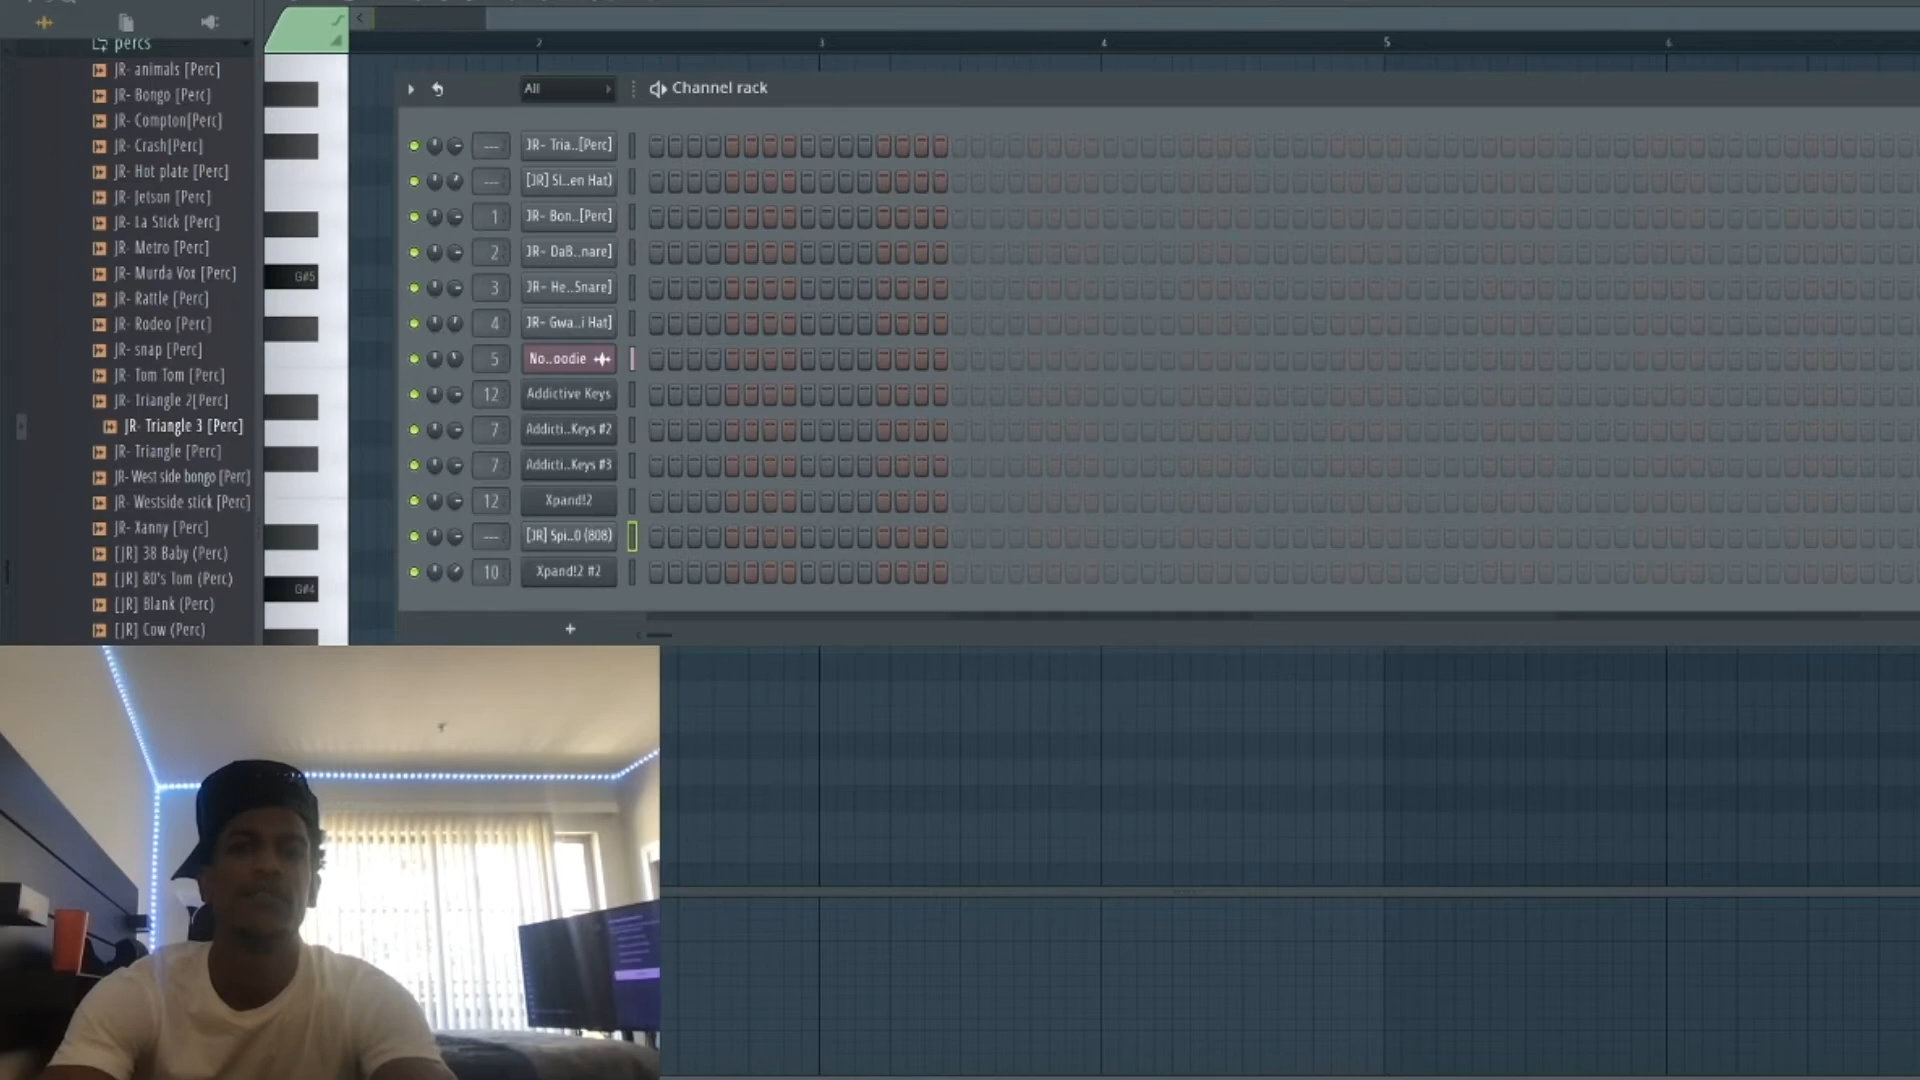 percs
JR- animals [Perc]
JR- Bongo [Perc]
JR- Compton[Perc]
JR- Crash[Perc]
JR- Hot plate [Perc]
JR- Jetson [Perc]
JR- La Stick [Perc]
JR- Metro [Perc]
JR- Murda Vox [Perc]
JR- Rattle [Perc]
JR- Rodeo [Perc]
JR- snap [Perc]
JR- Tom Tom [Perc]
JR- Triangle 2[Perc]
JR- Triangle 3 [Perc]
JR- Triangle [Perc]
JR- West side bongo [Perc]
JR- Westside stick [Perc]
JR- Xanny [Perc]
[JR] 38 Baby (Perc)
[JR] 80's Tom (Perc)
[JR] Blank (Perc)
[JR] Cow (Perc)
G#5
G#4
2 3 4 5 6
All Channel rack
--- JR- Tria..[Perc]
--- [JR] Sl..en Hat)
1 JR- Bon..[Perc]
2 JR- DaB..nare]
3 JR- He..Snare]
4 JR- Gwa..i Hat]
5 No..oodie
12 Addictive Keys
7 Addicti..Keys #2
7 Addicti..Keys #3
12 Xpand!2
--- [JR] Spi..0 (808)
10 Xpand!2 #2
+